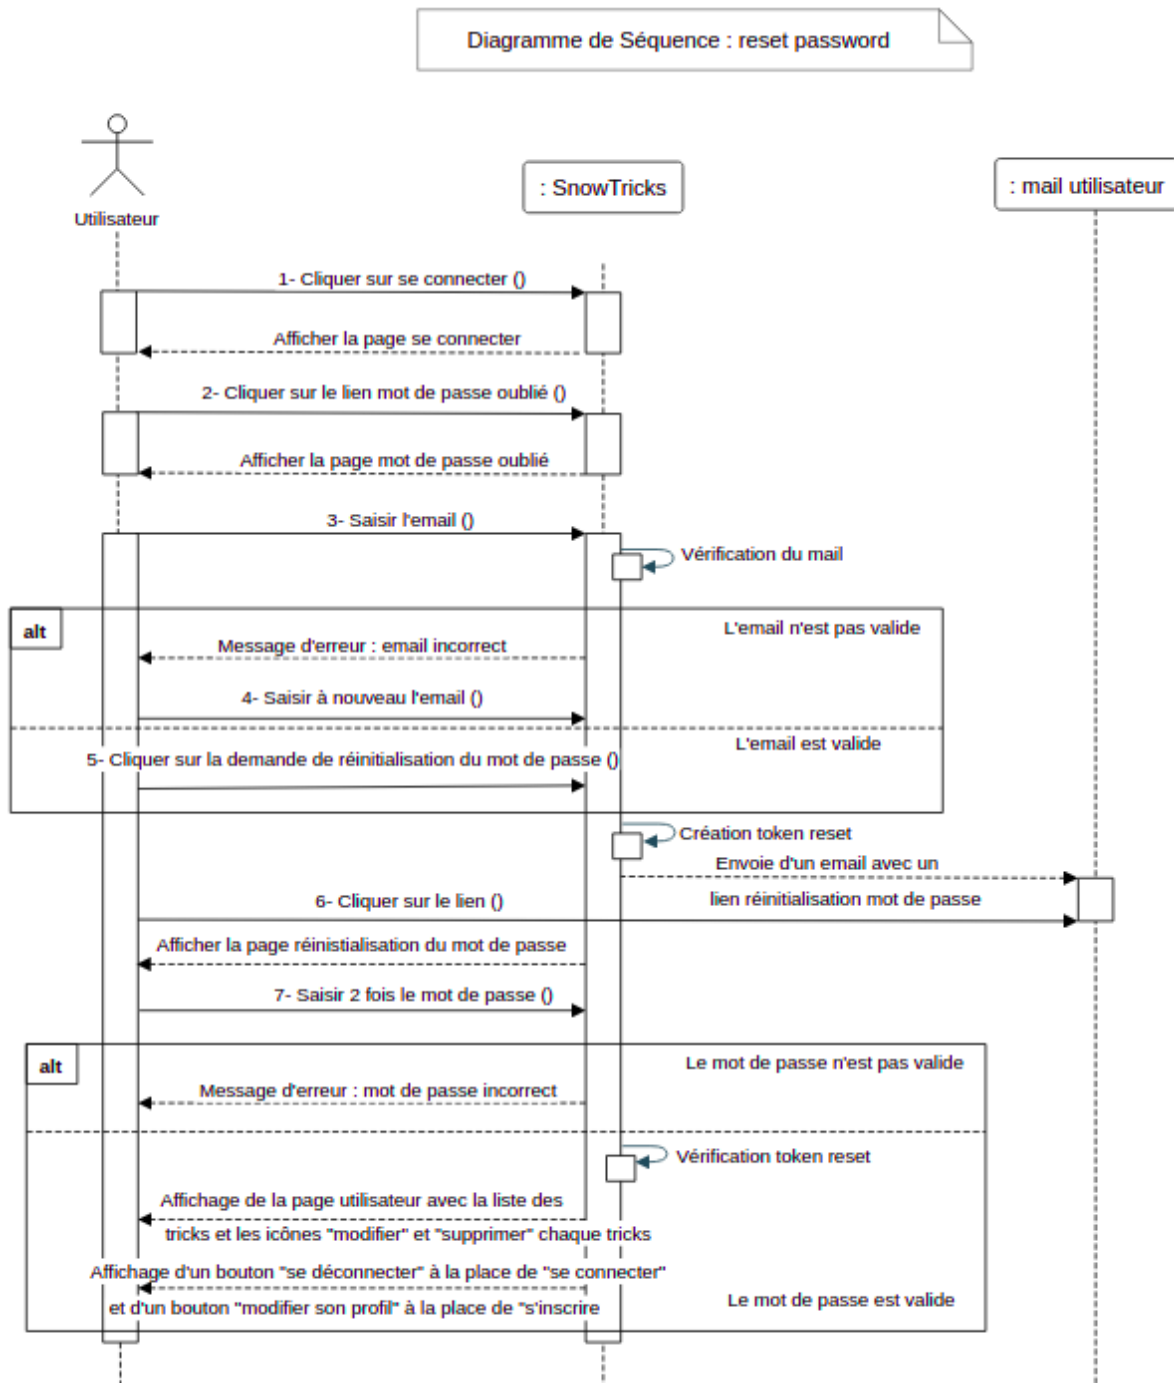 Diagramme de Séquence : reset password
: SnowTricks
: mail utilisateur
Utilisateur
1- Cliquer sur se connecter ()
Afficher la page se connecter
2- Cliquer sur le lien mot de passe oublié ()
Afficher la page mot de passe oublié
3- Saisir l'email ()
Vérification du mail
alt
L'email n'est pas valide
Message d'erreur : email incorrect
4- Saisir à nouveau l'email ()
L'email est valide
5- Cliquer sur la demande de réinitialisation du mot de passe ()
Création token reset
Envoie d'un email avec un
lien réinitialisation mot de passe
6- Cliquer sur le lien ()
Afficher la page réinistialisation du mot de passe
7- Saisir 2 fois le mot de passe ()
alt
Le mot de passe n'est pas valide
Message d'erreur : mot de passe incorrect
Vérification token reset
Affichage de la page utilisateur avec la liste des
tricks et les icônes "modifier" et "supprimer" chaque tricks
Affichage d'un bouton "se déconnecter" à la place de "se connecter"
et d'un bouton "modifier son profil" à la place de "s'inscrire
Le mot de passe est valide